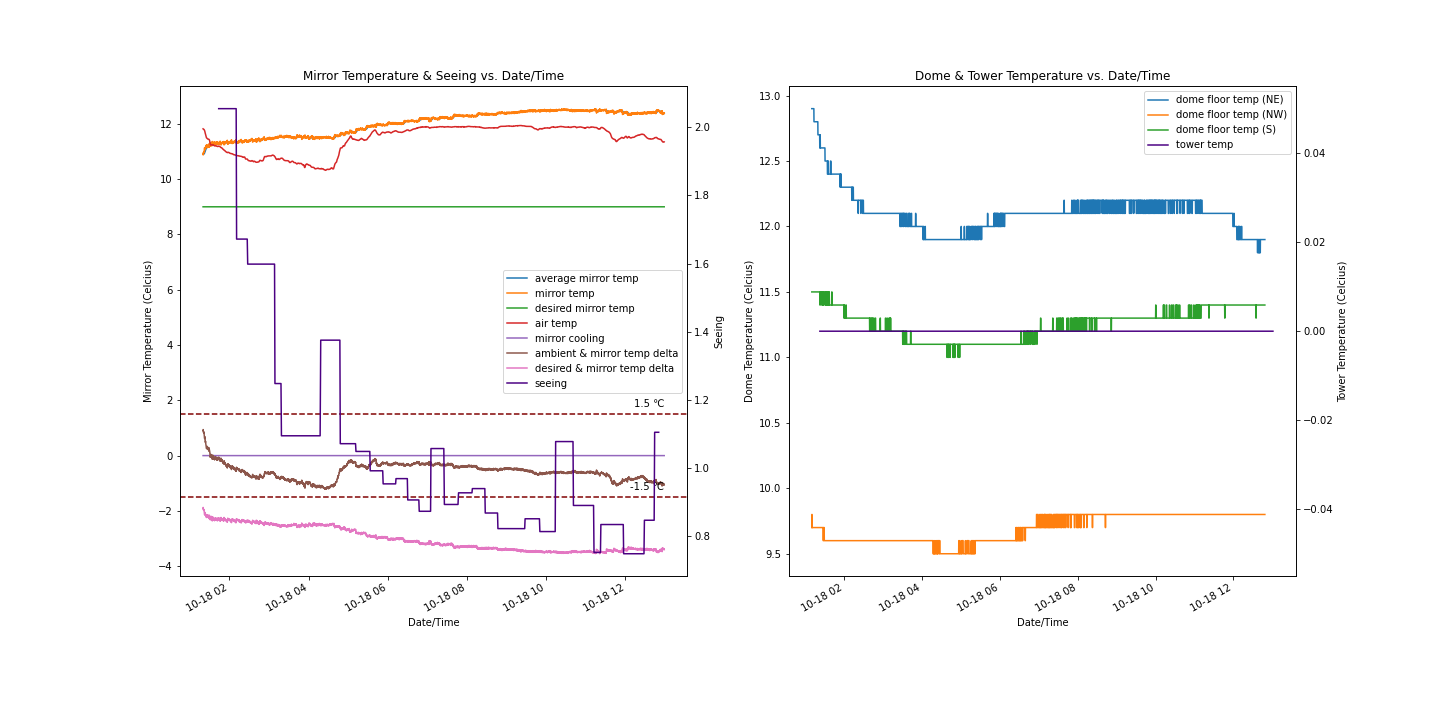 Mirror Temperature & Seeing vs. Date/Time
12
10
8
6
4
2
0
−2
−4
Mirror Temperature (Celcius)
2.0
1.8
1.6
1.4
1.2
1.0
0.8
Seeing
average mirror temp
mirror temp
desired mirror temp
air temp
mirror cooling
ambient & mirror temp delta
desired & mirror temp delta
seeing
1.5 °C
-1.5 °C
10-18 02
10-18 04
10-18 06
10-18 08
10-18 10
10-18 12
Date/Time
Dome & Tower Temperature vs. Date/Time
13.0
12.5
12.0
11.5
11.0
10.5
10.0
9.5
Dome Temperature (Celcius)
dome floor temp (NE)
dome floor temp (NW)
dome floor temp (S)
tower temp
0.04
0.02
0.00
−0.02
−0.04
Tower Temperature (Celcius)
10-18 02
10-18 04
10-18 06
10-18 08
10-18 10
10-18 12
Date/Time